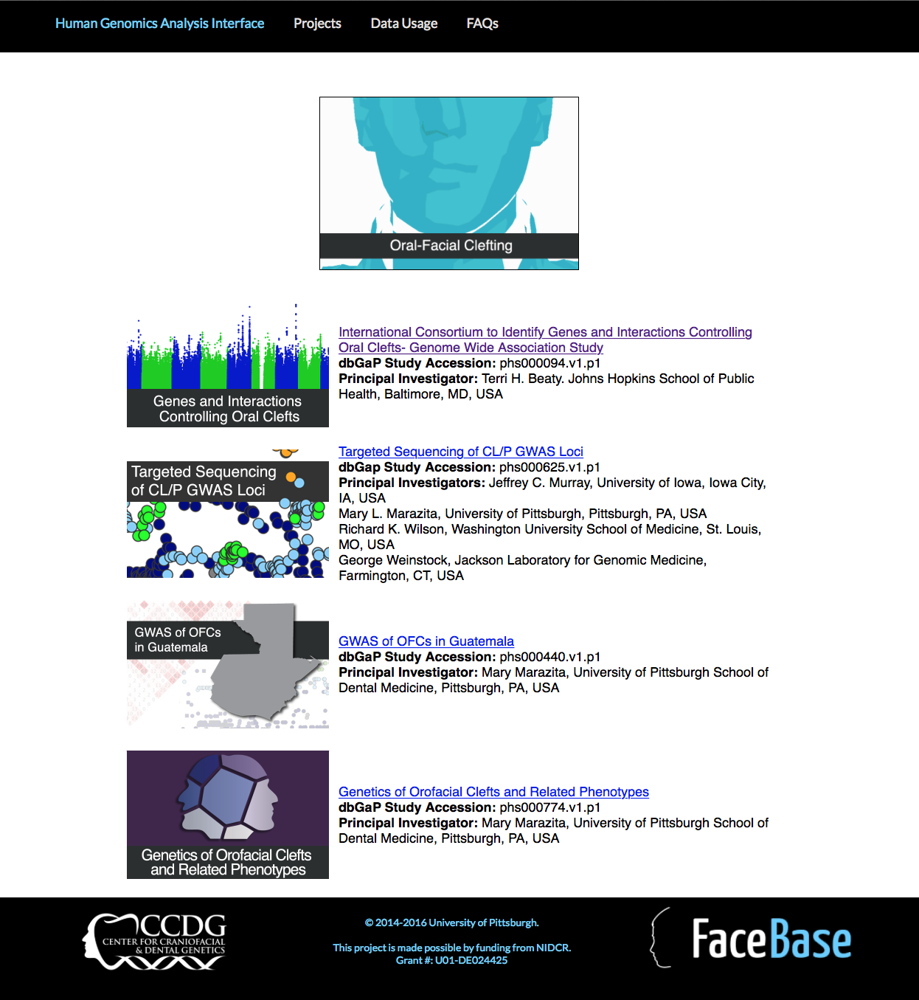 Human Genomics Analysis Interface Projects Data Usage FAQs
Oral-Facial Clefting
Genes and Interactions
Controlling Oral Clefts
International Consortium to Identify Genes and Interactions Controlling
Oral Clefts- Genome Wide Association Study
dbGaP Study Accession: phs000094.v1.p1
Principal Investigator: Terri H. Beaty. Johns Hopkins School of Public
Health, Baltimore, MD, USA
Targeted Sequencing
of CL/P GWAS Loci
Targeted Sequencing of CL/P GWAS Loci
dbGap Study Accession: phs000625.v1.p1
Principal Investigators: Jeffrey C. Murray, University of Iowa, Iowa City,
IA, USA
Mary L. Marazita, University of Pittsburgh, Pittsburgh, PA, USA
Richard K. Wilson, Washington University School of Medicine, St. Louis,
MO, USA
George Weinstock, Jackson Laboratory for Genomic Medicine,
Farmington, CT, USA
GWAS of OFCs
in Guatemala
GWAS of OFCs in Guatemala
dbGaP Study Accession: phs000440.v1.p1
Principal Investigator: Mary Marazita, University of Pittsburgh School of
Dental Medicine, Pittsburgh, PA, USA
Genetics of Orofacial Clefts
and Related Phenotypes
Genetics of Orofacial Clefts and Related Phenotypes
dbGaP Study Accession: phs000774.v1.p1
Principal Investigator: Mary Marazita, University of Pittsburgh School of
Dental Medicine, Pittsburgh, PA, USA
CCDG
CENTER FOR CRANIOFACIAL
& DENTAL GENETICS
© 2014-2016 University of Pittsburgh.
This project is made possible by funding from NIDCR.
Grant #: U01-DE024425
FaceBase